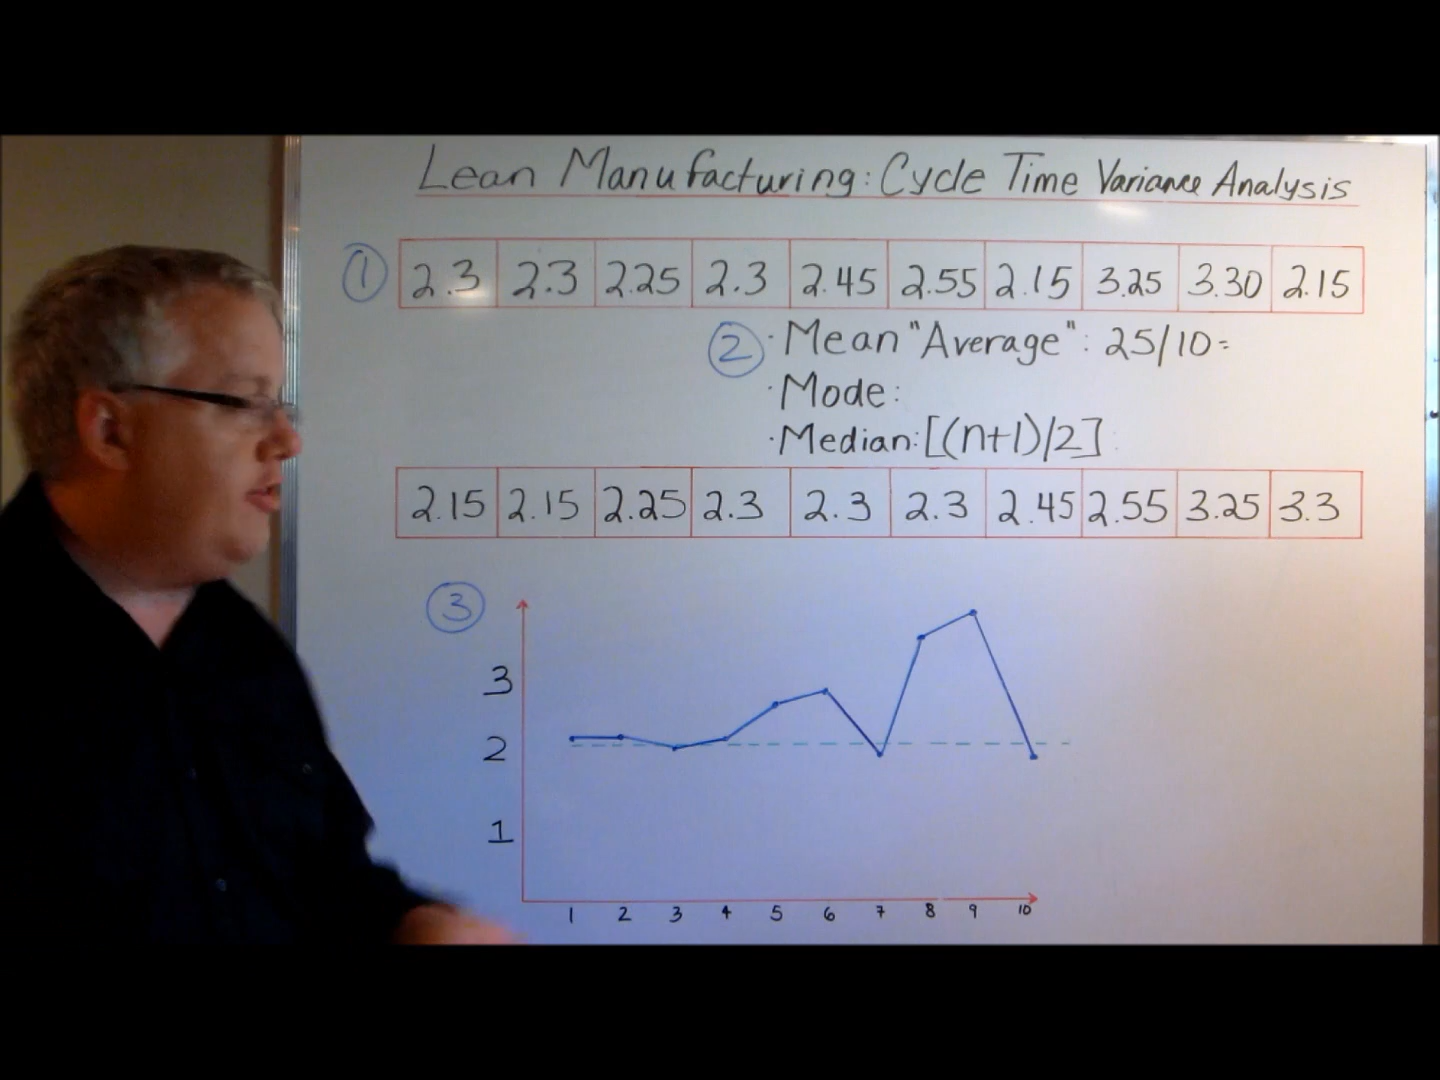 Lean Manufacturing: Cycle Time Variance Analysis
1 2.3 2.3 2.25 2.3 2.45 2.55 2.15 3.25 3.30 2.15
2 · Mean "Average": 25/10=
· Mode:
· Median: [(n+1)/2]
2.15 2.15 2.25 2.3 2.3 2.3 2.45 2.55 3.25 3.3
3
3
2
1
1 2 3 4 5 6 7 8 9 10